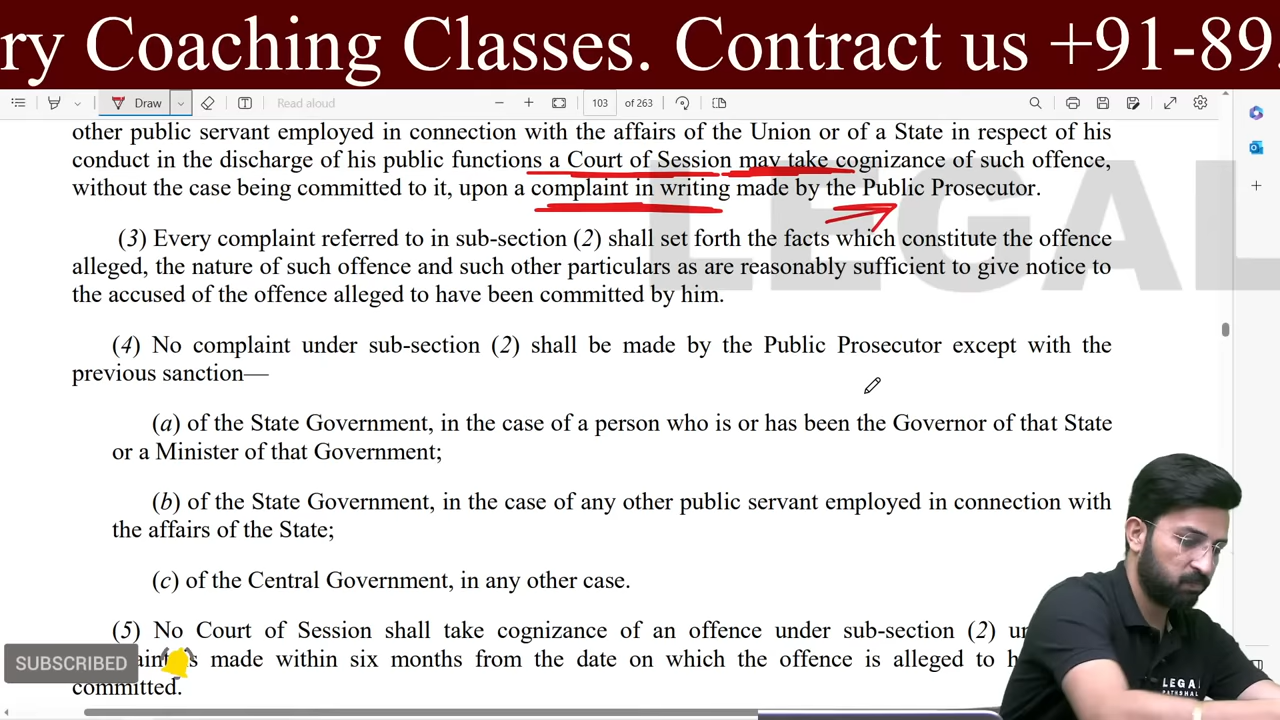 ry Coaching Classes. Contract us +91-89
Draw
Read aloud
103 of 263
other public servant employed in connection with the affairs of the Union or of a State in respect of his
conduct in the discharge of his public functions a Court of Session may take cognizance of such offence,
without the case being committed to it, upon a complaint in writing made by the Public Prosecutor.
LEGAL
(3) Every complaint referred to in sub-section (2) shall set forth the facts which constitute the offence
alleged, the nature of such offence and such other particulars as are reasonably sufficient to give notice to
the accused of the offence alleged to have been committed by him.
(4) No complaint under sub-section (2) shall be made by the Public Prosecutor except with the
previous sanction—
(a) of the State Government, in the case of a person who is or has been the Governor of that State
or a Minister of that Government;
(b) of the State Government, in the case of any other public servant employed in connection with
the affairs of the State;
(c) of the Central Government, in any other case.
(5) No Court of Session shall take cognizance of an offence under sub-section (2)
made within six months from the date on which the offence is alleged to
committed.
SUBSCRIBED
LEGAL
PATHSHALA